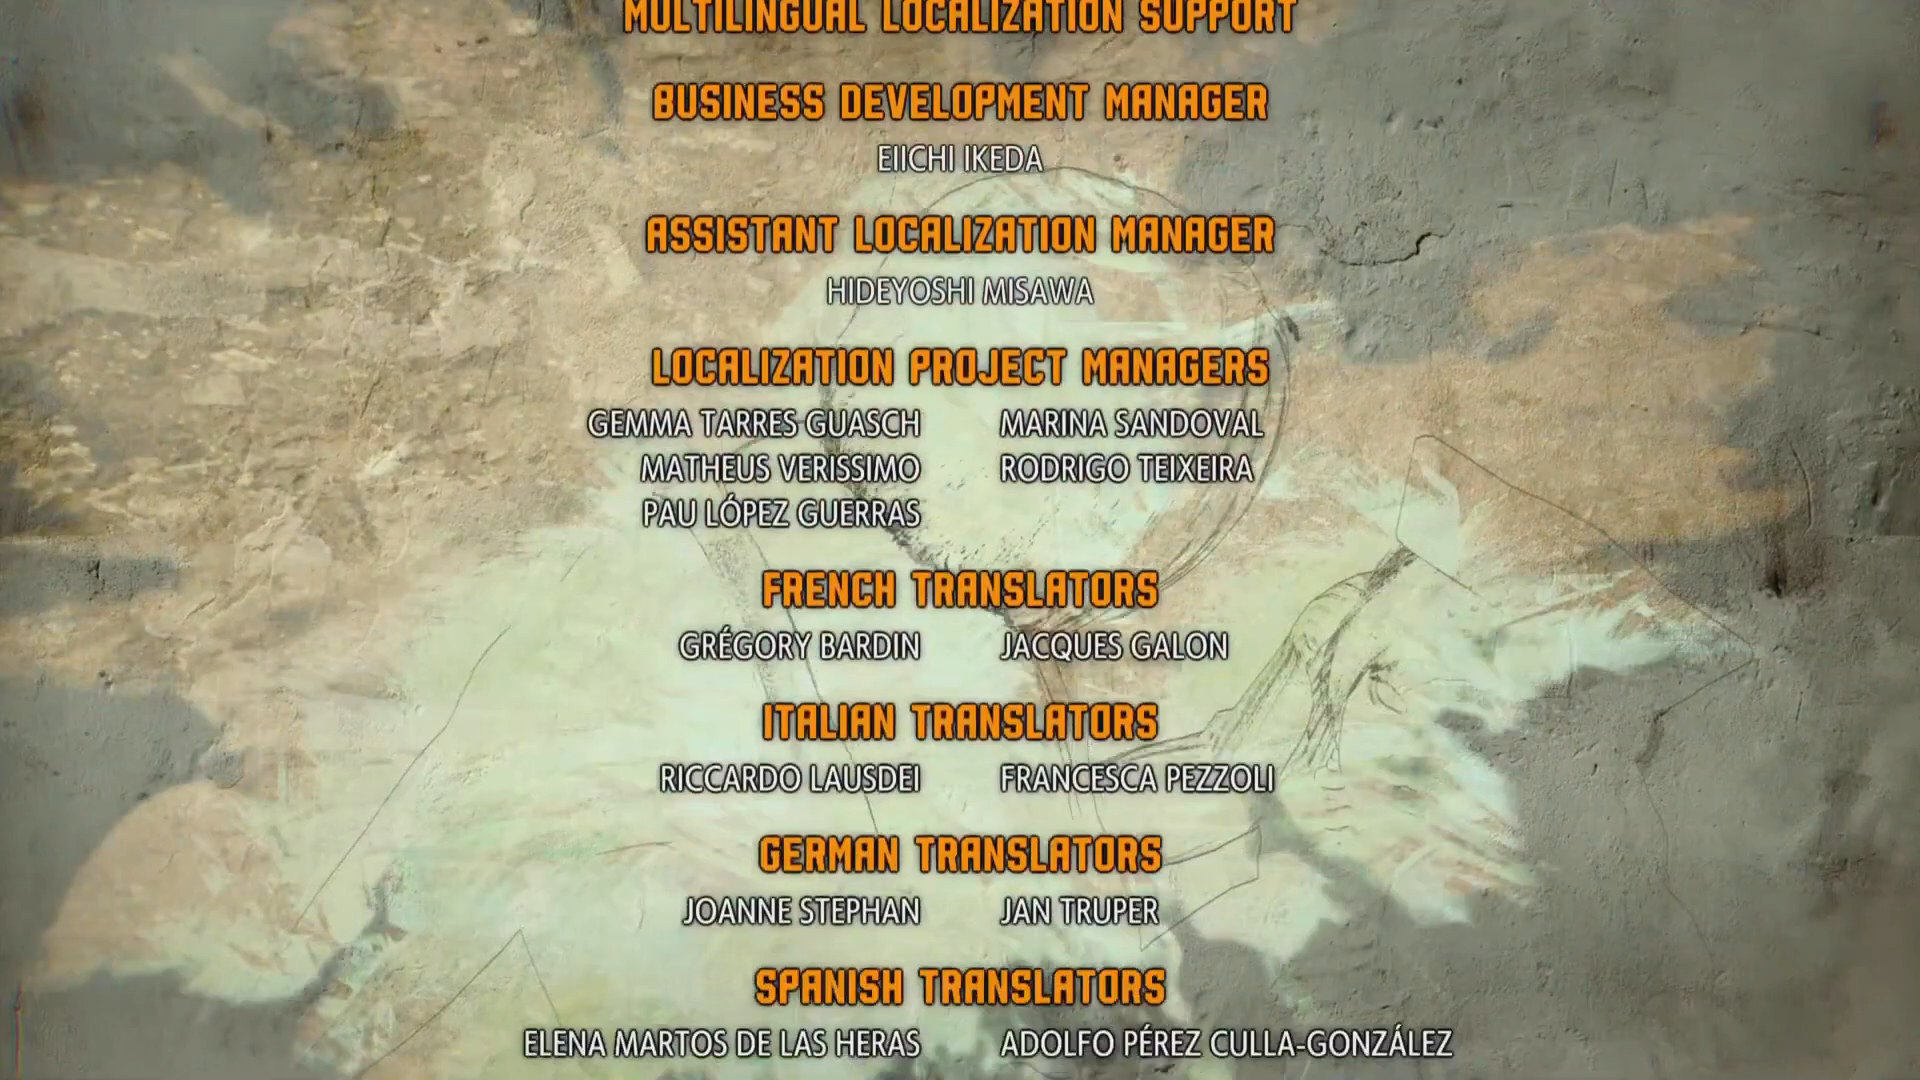 MULTILINGUAL LOCALIZATION SUPPORT
BUSINESS DEVELOPMENT MANAGER
EIICHI IKEDA
ASSISTANT LOCALIZATION MANAGER
HIDEYOSHI MISAWA
LOCALIZATION PROJECT MANAGERS
GEMMA TARRES GUASCH MARINA SANDOVAL
MATHEUS VERISSIMO RODRIGO TEIXEIRA
PAU LÓPEZ GUERRAS
FRENCH TRANSLATORS
GRÉGORY BARDIN JACQUES GALON
ITALIAN TRANSLATORS
RICCARDO LAUSDEI FRANCESCA PEZZOLI
GERMAN TRANSLATORS
JOANNE STEPHAN JAN TRUPER
SPANISH TRANSLATORS
ELENA MARTOS DE LAS HERAS ADOLFO PÉREZ CULLA-GONZÁLEZ